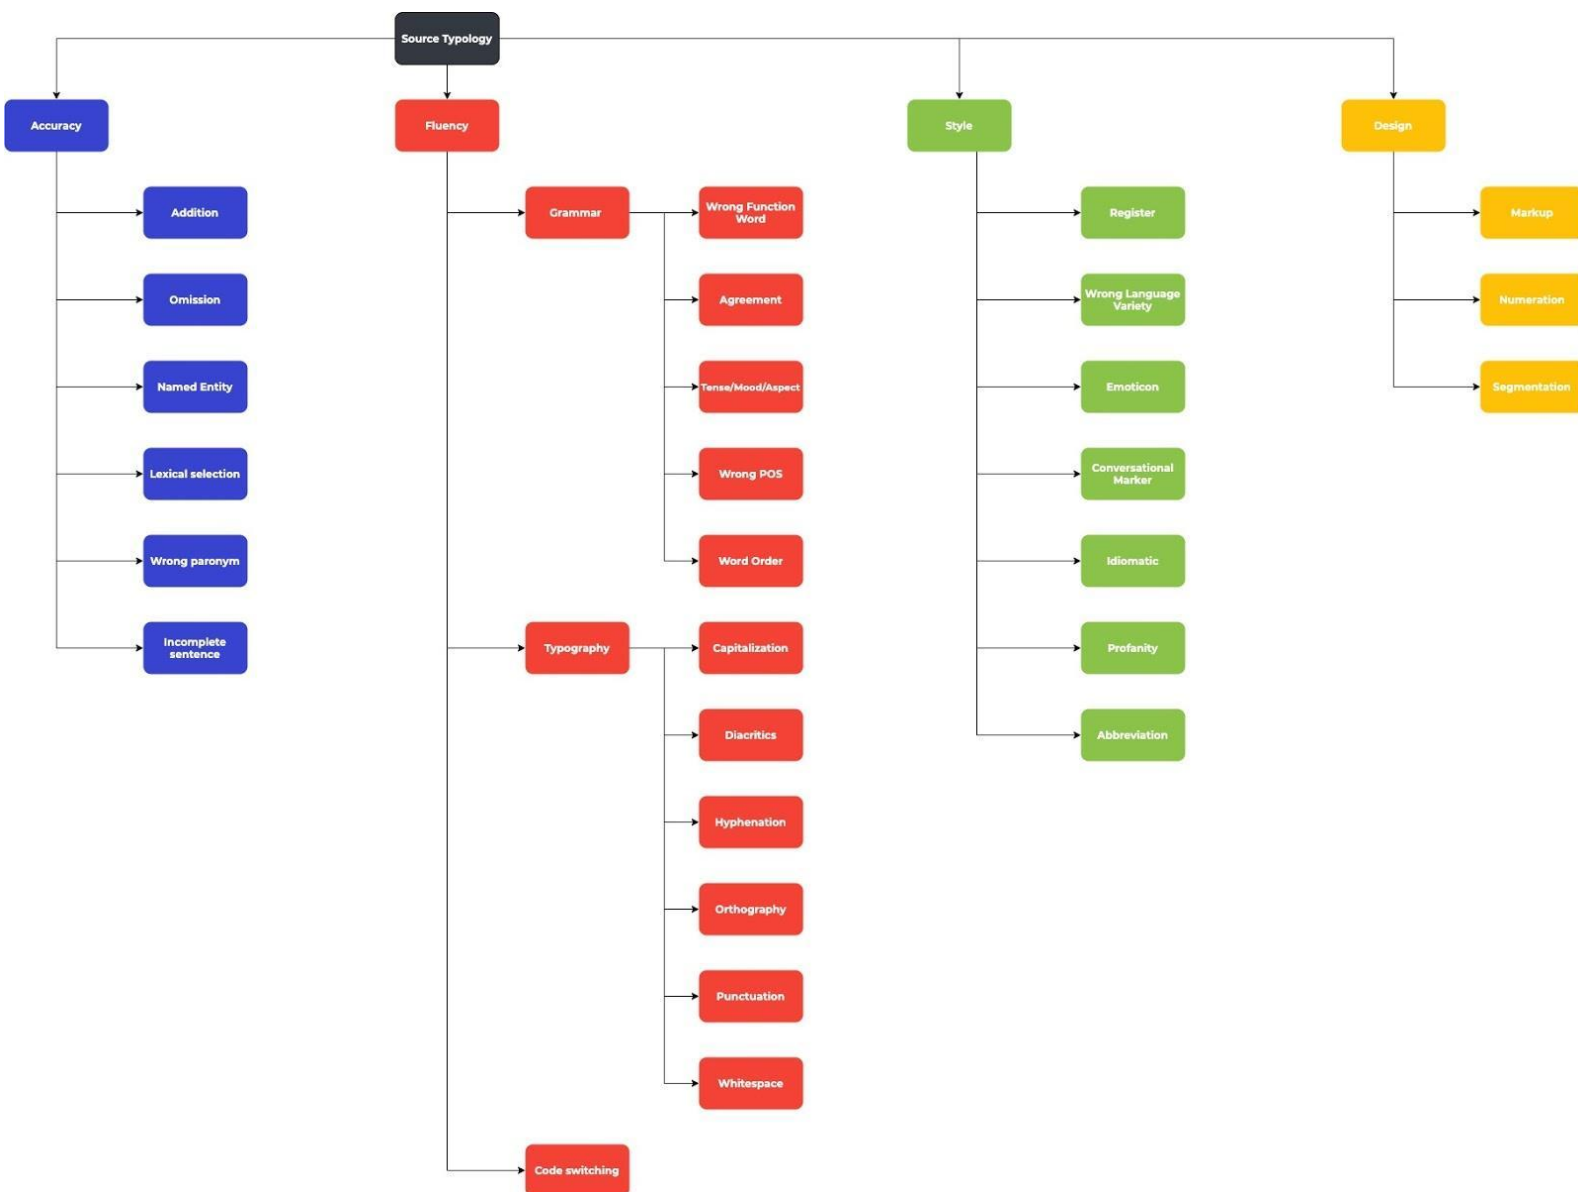 Source Typology
Accuracy
Fluency
Style
Design
Addition
Grammar
Wrong Function
Word
Register
Markup
Omission
Agreement
Wrong Language
Variety
Numeration
Named Entity
Tense/Mood/Aspect
Emoticon
Segmentation
Lexical selection
Wrong POS
Conversational
Marker
Wrong paronym
Word Order
Idiomatic
Incomplete
sentence
Typography
Capitalization
Profanity
Diacritics
Abbreviation
Hyphenation
Orthography
Punctuation
Whitespace
Code switching